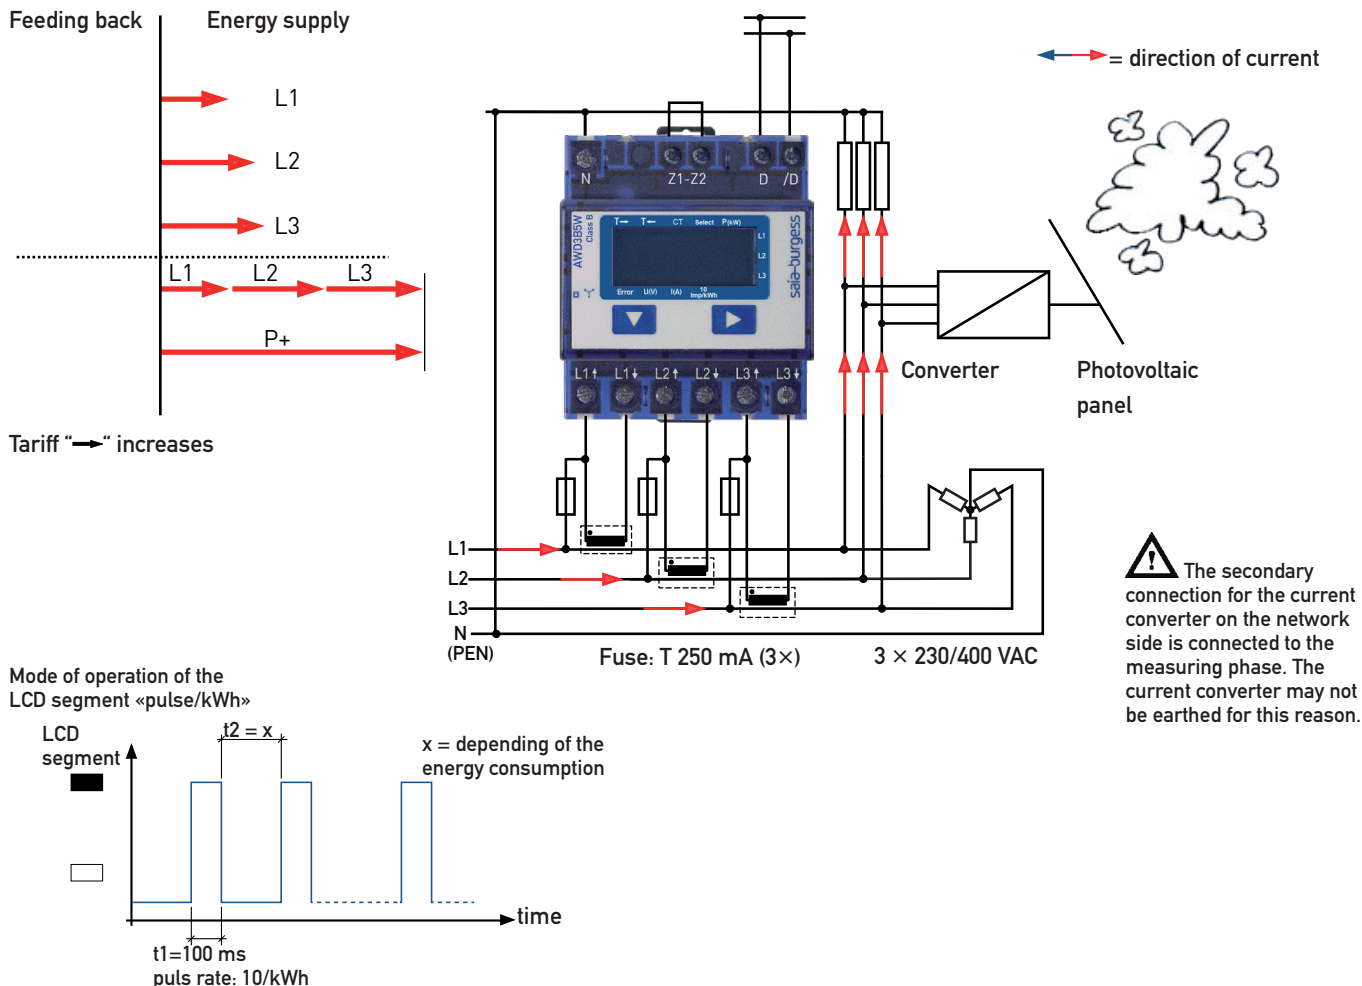 Feeding back
Energy supply
L1
L2
L3
L1 L2 L3
P+
Tariff “→“ increases
= direction of current
N Z1-Z2 D /D
AWD3B5W
Class B
T→ T← CT Select P(kW)
L1
L2
L3
Error U(V) I(A) 10 Imp/kWh
saia-burgess
L1↑ L1↓ L2↑ L2↓ L3↑ L3↓
Converter
Photovoltaic
panel
L1
L2
L3
N
(PEN)
Fuse: T 250 mA (3×)
3 × 230/400 VAC
! The secondary
connection for the current
converter on the network
side is connected to the
measuring phase. The
current converter may not
be earthed for this reason.
Mode of operation of the
LCD segment «pulse/kWh»
LCD
segment
t2 = x
x = depending of the
energy consumption
time
t1=100 ms
puls rate: 10/kWh